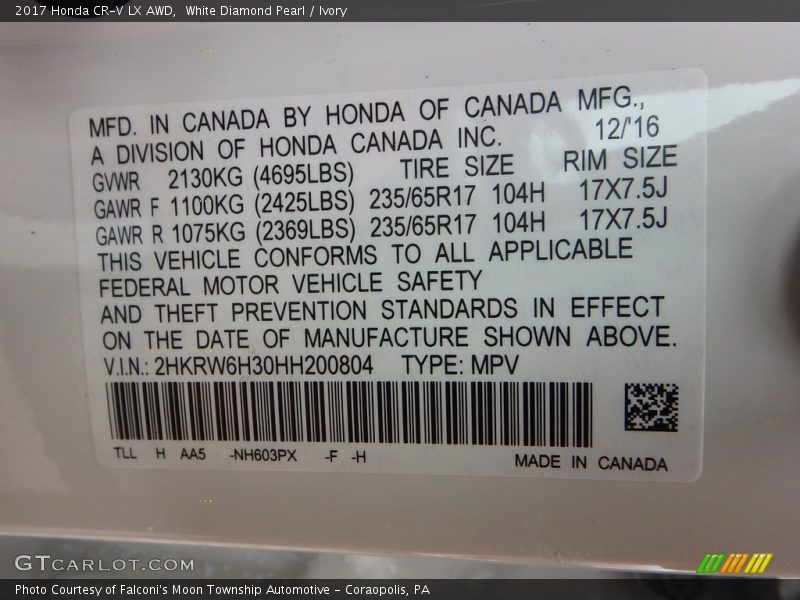 2017 Honda CR-V LX AWD, White Diamond Pearl / Ivory
MFD. IN CANADA BY HONDA OF CANADA MFG.,
A DIVISION OF HONDA CANADA INC. 12/'16
GVWR 2130KG (4695LBS) TIRE SIZE RIM SIZE
GAWR F 1100KG (2425LBS) 235/65R17 104H 17X7.5J
GAWR R 1075KG (2369LBS) 235/65R17 104H 17X7.5J
THIS VEHICLE CONFORMS TO ALL APPLICABLE
FEDERAL MOTOR VEHICLE SAFETY
AND THEFT PREVENTION STANDARDS IN EFFECT
ON THE DATE OF MANUFACTURE SHOWN ABOVE.
V.I.N.: 2HKRW6H30HH200804 TYPE: MPV
TLL H AA5 -NH603PX -F -H MADE IN CANADA
GTCARLOT.COM
Photo Courtesy of Falconi's Moon Township Automotive - Coraopolis, PA